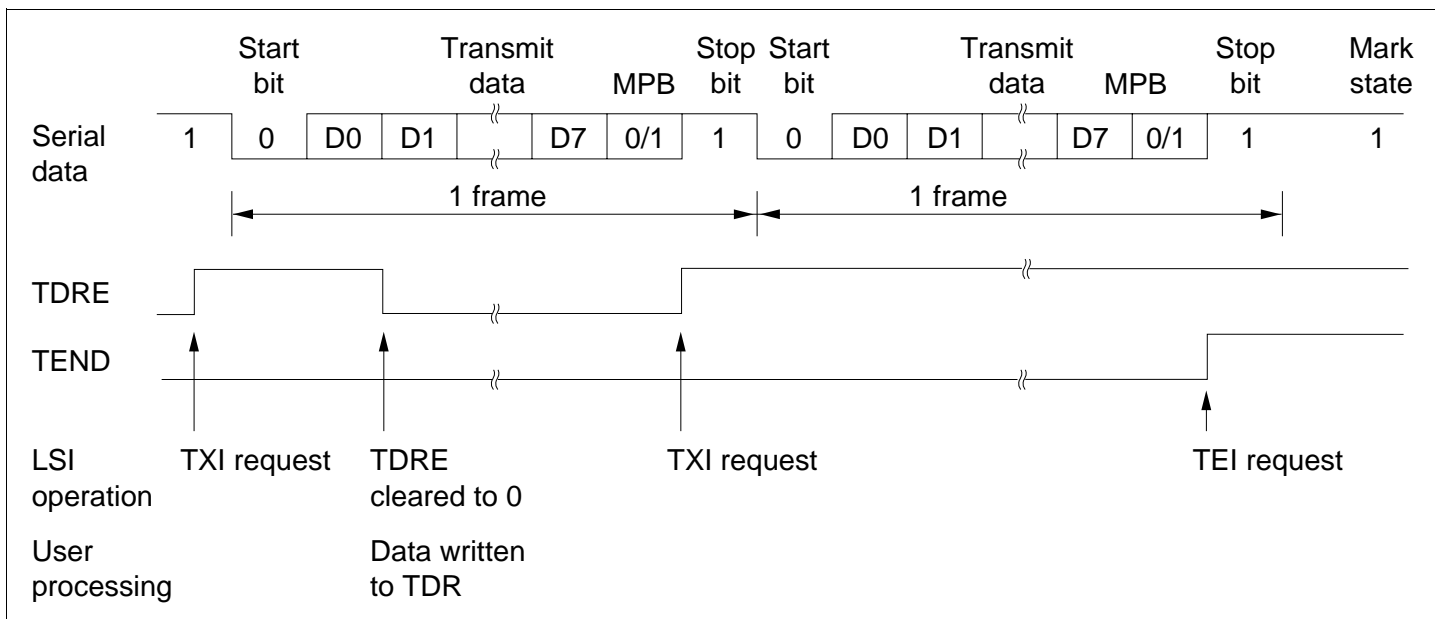 Start Transmit Stop Start Transmit Stop Mark
bit data MPB bit bit data MPB bit state
Serial data 1 0 D0 D1 D7 0/1 1 0 D0 D1 D7 0/1 1 1
1 frame 1 frame
TDRE
TEND
LSI TXI request TDRE TXI request TEI request
operation cleared to 0
User Data written
processing to TDR